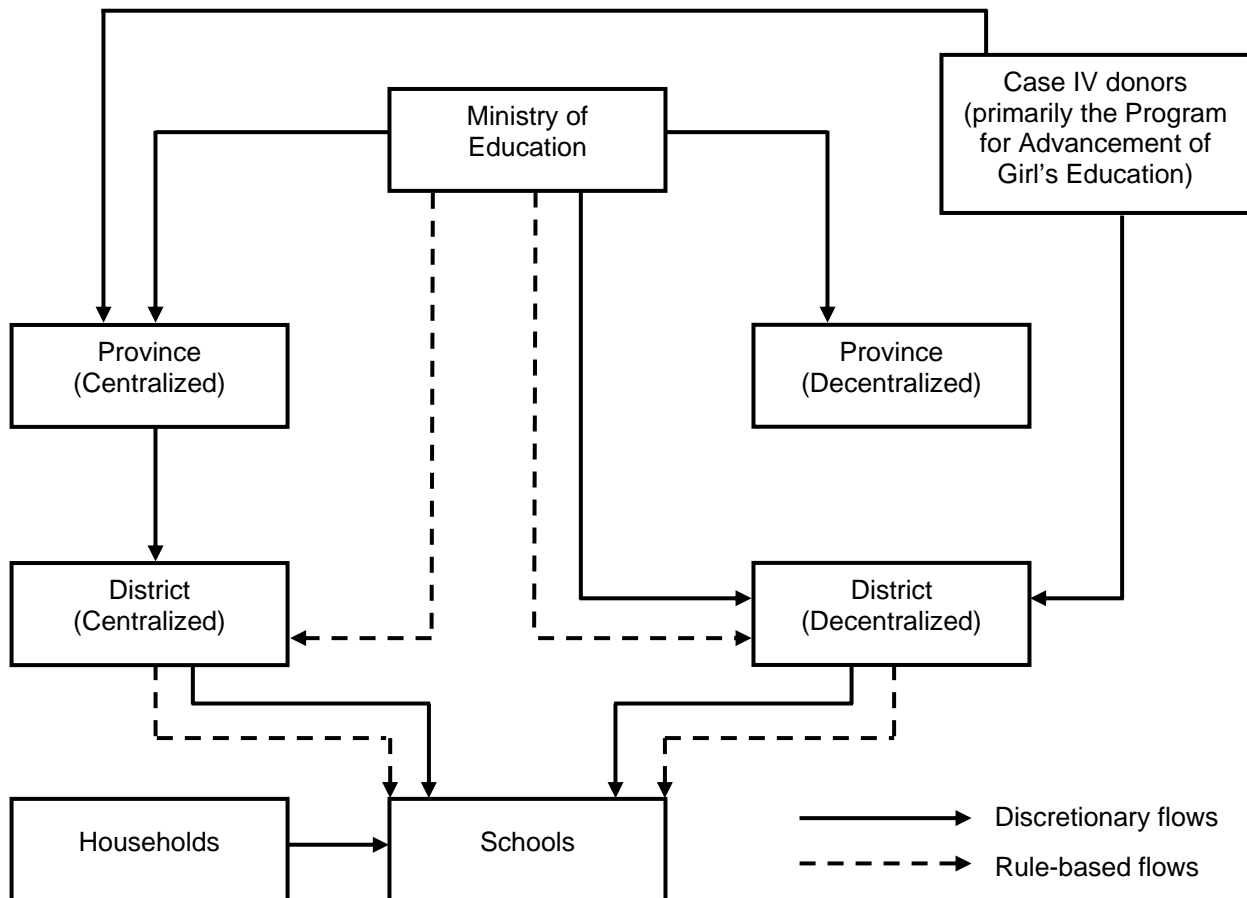 Case IV donors
(primarily the Program
for Advancement of
Girl's Education)
Ministry of
Education
Province
(Centralized)
Province
(Decentralized)
District
(Centralized)
District
(Decentralized)
Households
Schools
Discretionary flows
Rule-based flows